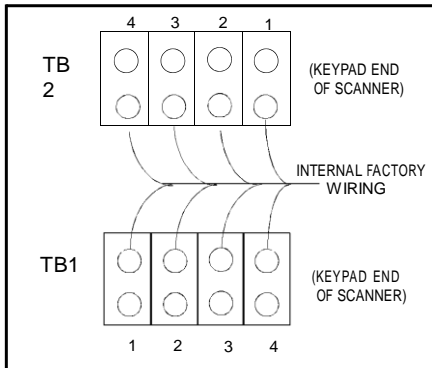 4 3 2 1
TB
2
(KEYPAD END
OF SCANNER)
INTERNAL FACTORY
WIRING
TB1
(KEYPAD END
OF SCANNER)
1 2 3 4